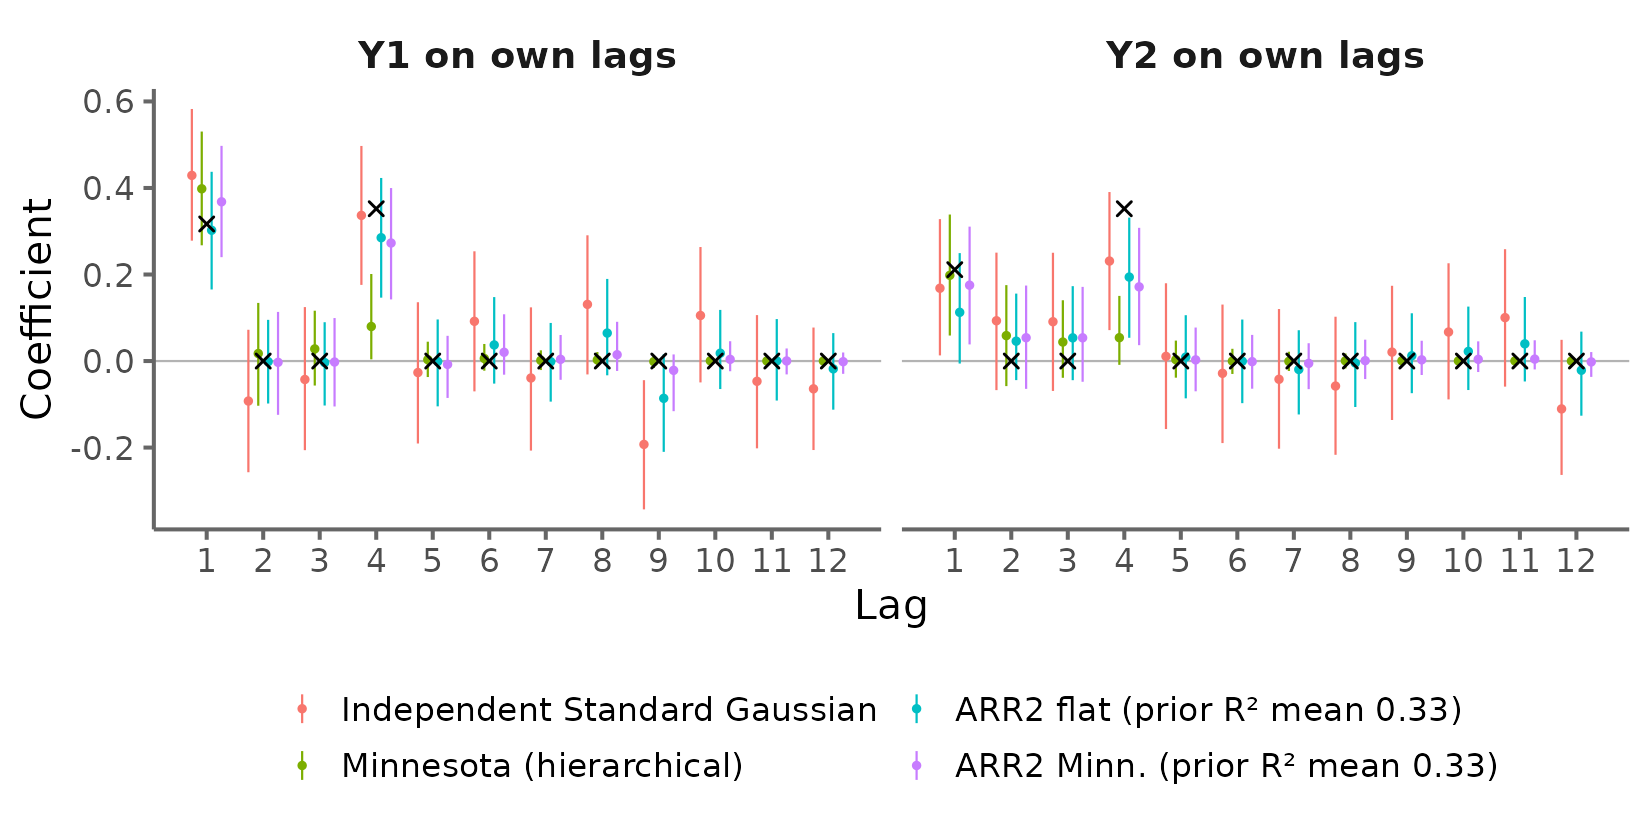 Y1 on own lags
Y2 on own lags
Coefficient
0.6
0.4
0.2
0.0
-0.2
1 2 3 4 5 6 7 8 9 10 11 12
1 2 3 4 5 6 7 8 9 10 11 12
Lag
Independent Standard Gaussian
Minnesota (hierarchical)
ARR2 flat (prior R² mean 0.33)
ARR2 Minn. (prior R² mean 0.33)